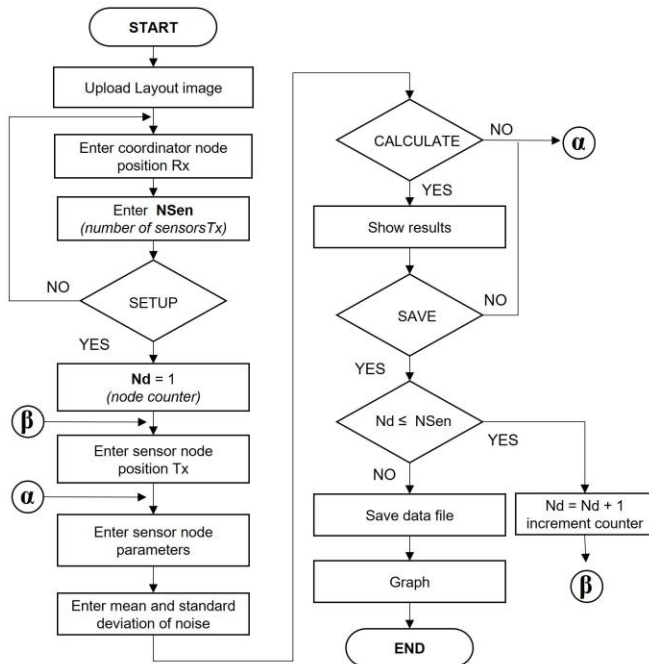 START
Upload Layout image
Enter coordinator node
position Rx
Enter NSen
(number of sensorsTx)
NO
SETUP
YES
Nd = 1
(node counter)
β
Enter sensor node
position Tx
α
Enter sensor node
parameters
Enter mean and standard
deviation of noise
CALCULATE
NO
α
YES
Show results
SAVE
NO
YES
Nd ≤ NSen
YES
NO
Save data file
Nd = Nd + 1
increment counter
β
Graph
END